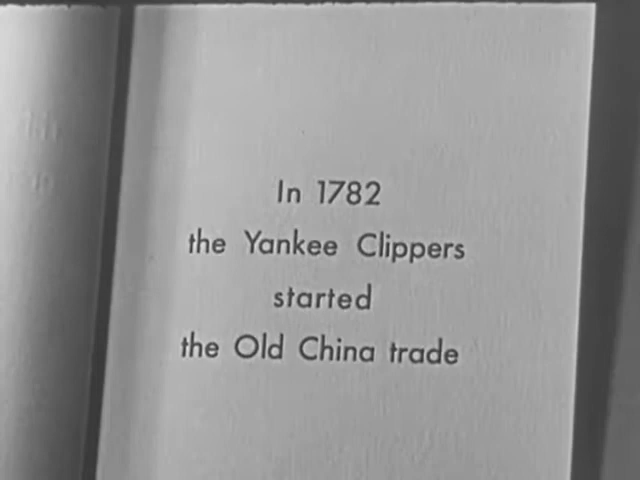 In 1782
the Yankee Clippers
started
the Old China trade